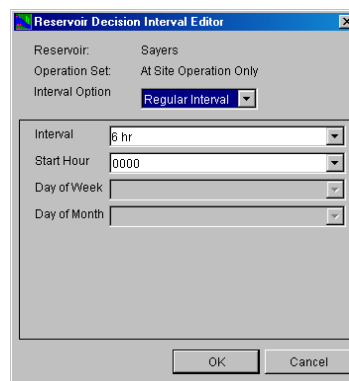 Reservoir Decision Interval Editor
Reservoir: Sayers
Operation Set: At Site Operation Only
Interval Option Regular Interval
Interval 6 hr
Start Hour 0000
Day of Week
Day of Month
OK Cancel